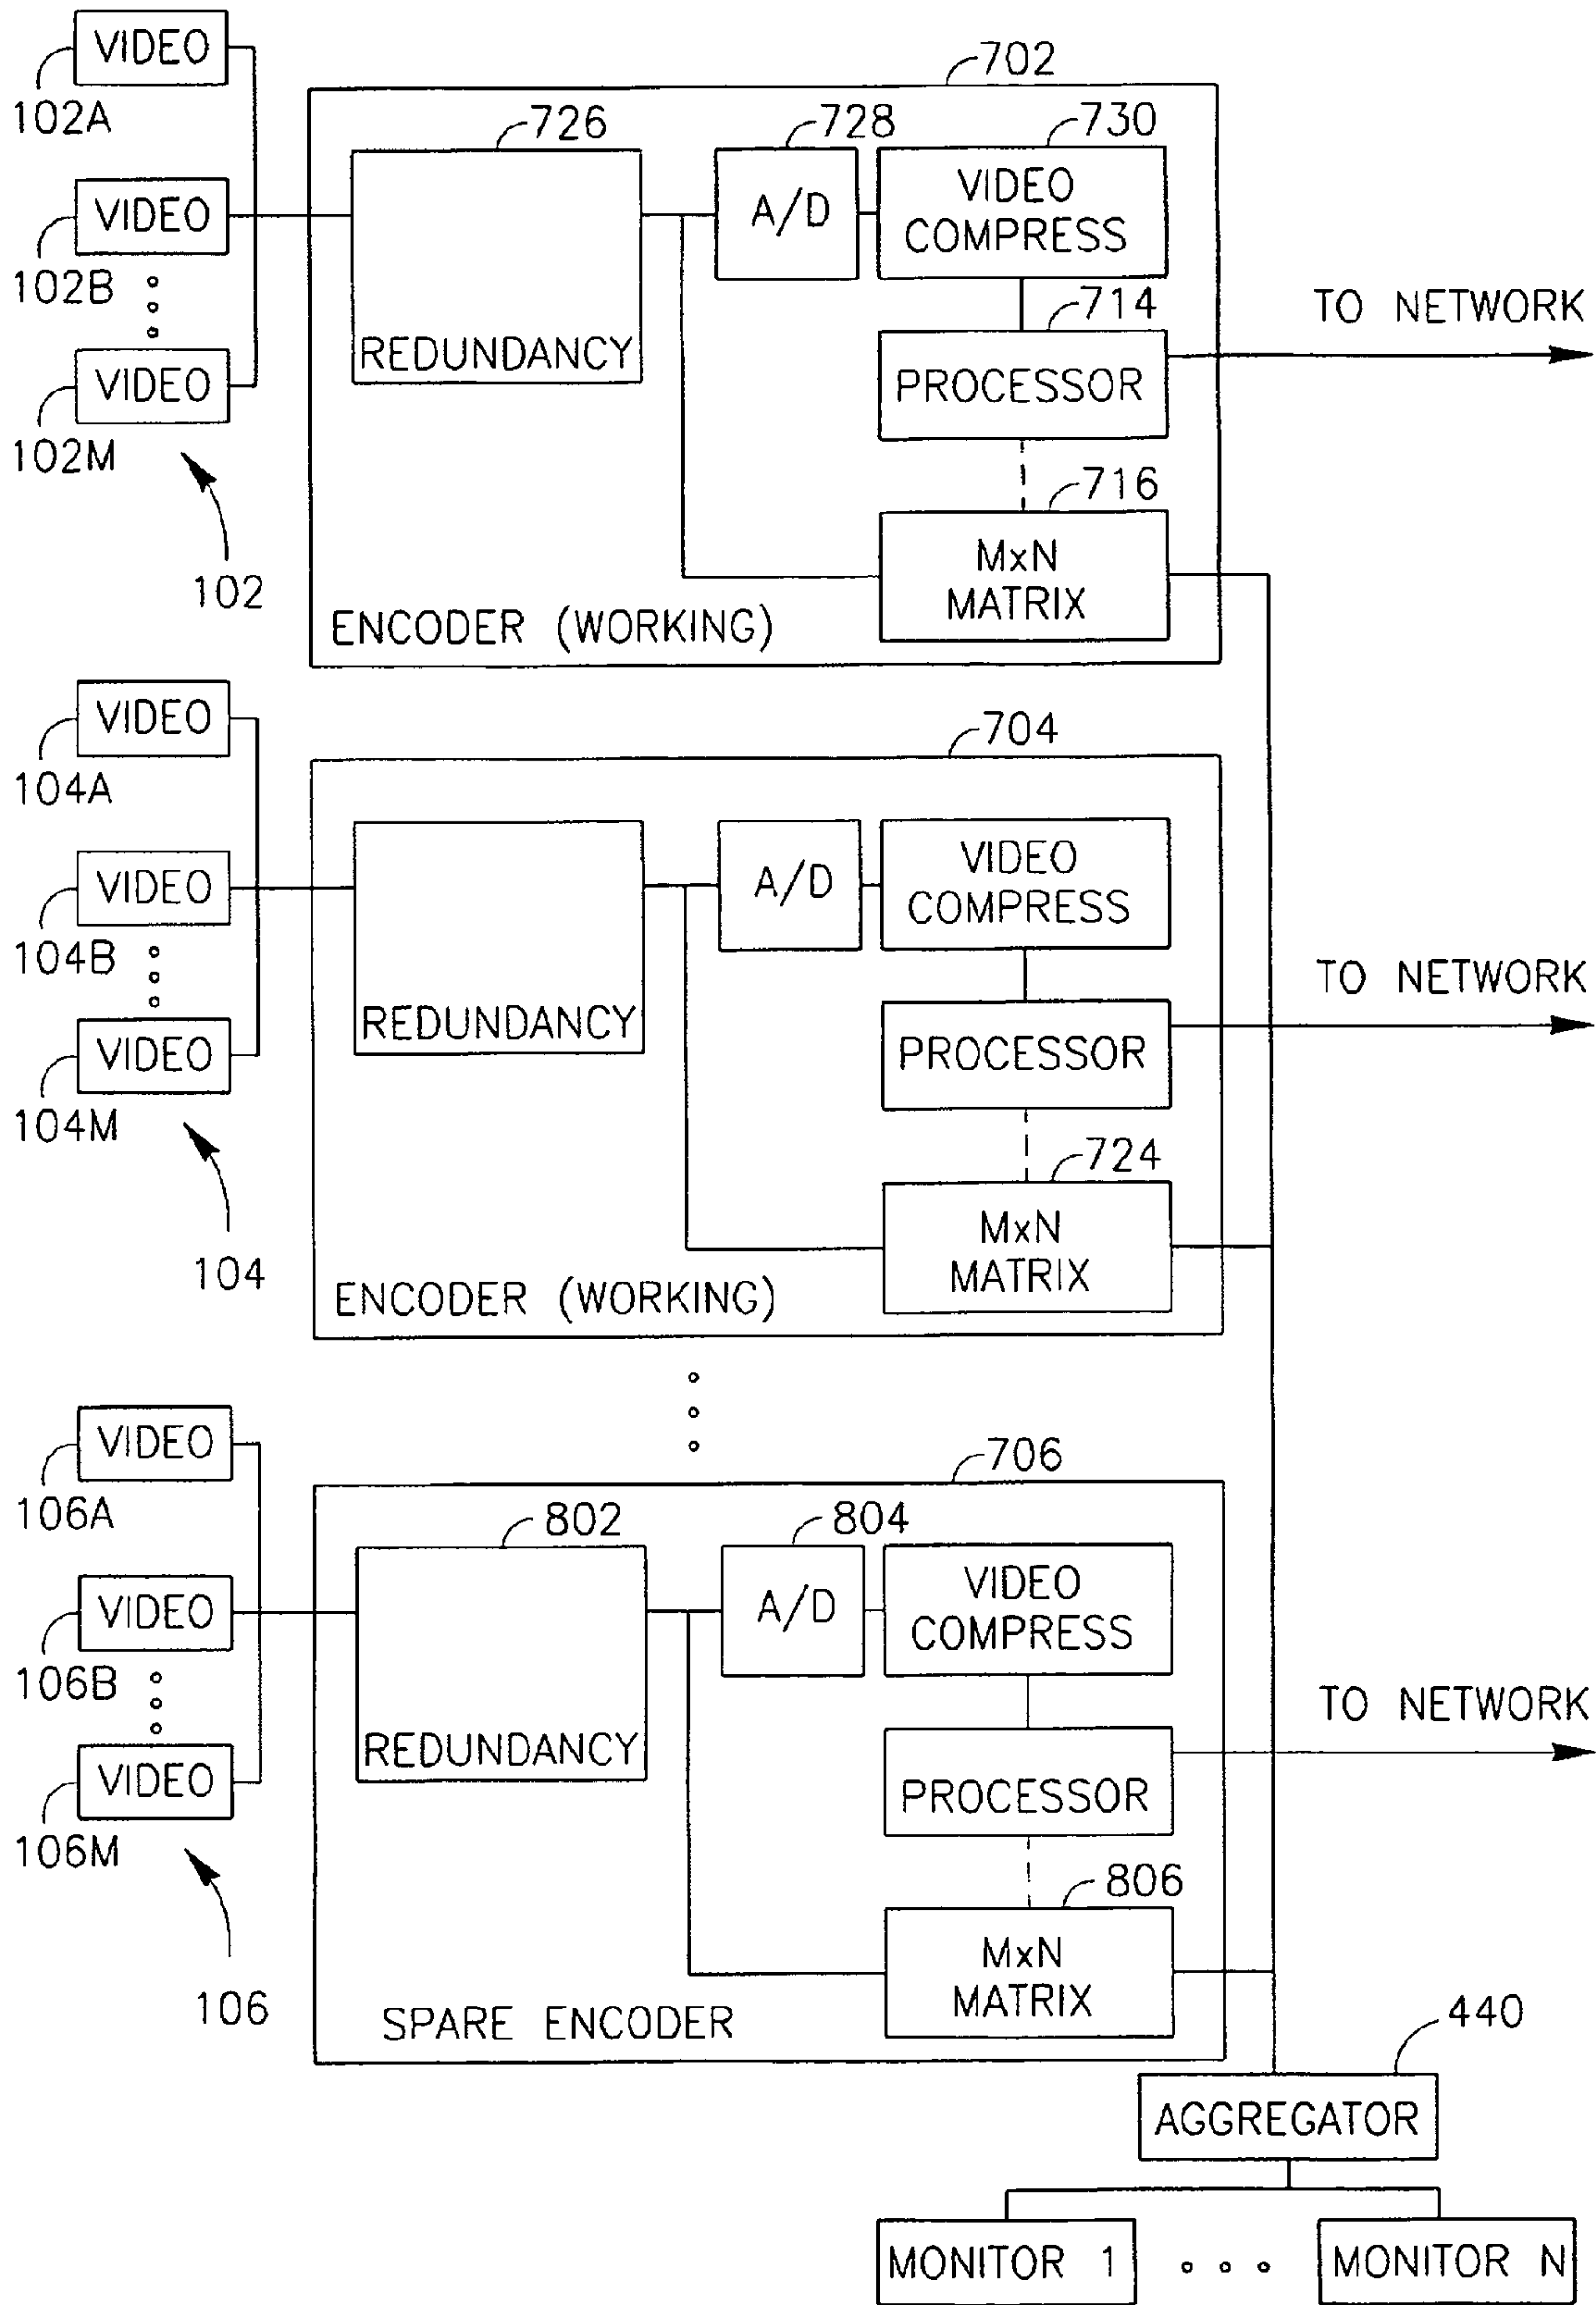 VIDEO
102A
VIDEO
102B
VIDEO
102M
102
702
726
REDUNDANCY
728
A/D
730
VIDEO
COMPRESS
714
PROCESSOR
716
MxN
MATRIX
ENCODER (WORKING)
TO NETWORK
VIDEO
104A
VIDEO
104B
VIDEO
104M
104
704
REDUNDANCY
A/D
VIDEO
COMPRESS
PROCESSOR
724
MxN
MATRIX
ENCODER (WORKING)
TO NETWORK
VIDEO
106A
VIDEO
106B
VIDEO
106M
106
706
802
REDUNDANCY
804
A/D
VIDEO
COMPRESS
PROCESSOR
806
MxN
MATRIX
SPARE ENCODER
TO NETWORK
440
AGGREGATOR
MONITOR 1
MONITOR N